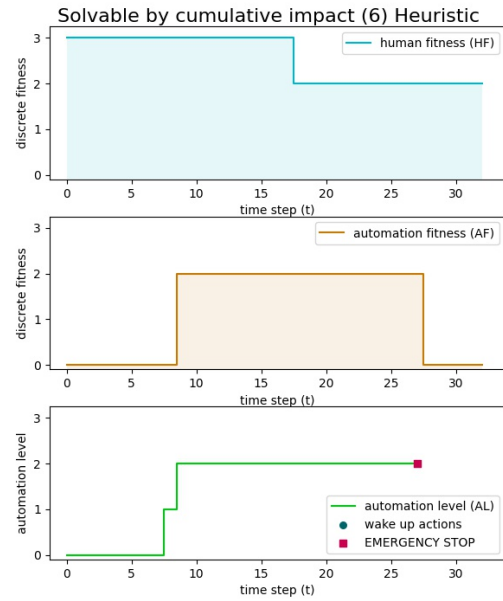 Solvable by cumulative impact (6) Heuristic
3
2
1
0
discrete fitness
human fitness (HF)
0 5 10 15 20 25 30
time step (t)
3
2
1
0
discrete fitness
automation fitness (AF)
0 5 10 15 20 25 30
time step (t)
3
2
1
0
automation level
automation level (AL)
wake up actions
EMERGENCY STOP
0 5 10 15 20 25 30
time step (t)